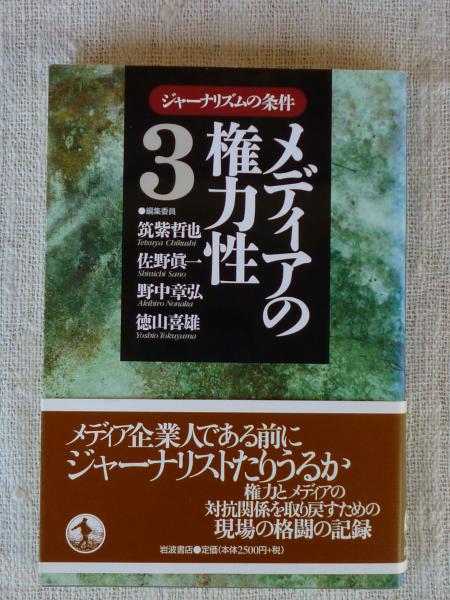 ジャーナリズムの条件
3
メディアの
権力性
●編集委員
筑紫哲也
Tetsuya Chikushi
佐野眞一
Shinichi Sano
野中章弘
Akihiro Nonaka
徳山喜雄
Yoshio Tokuyama
メディア企業人である前に
ジャーナリストたりうるか
権力とメディアの
対抗関係を取り戻すための
現場の格闘の記録
岩波書店●定価(本体2500円+税)